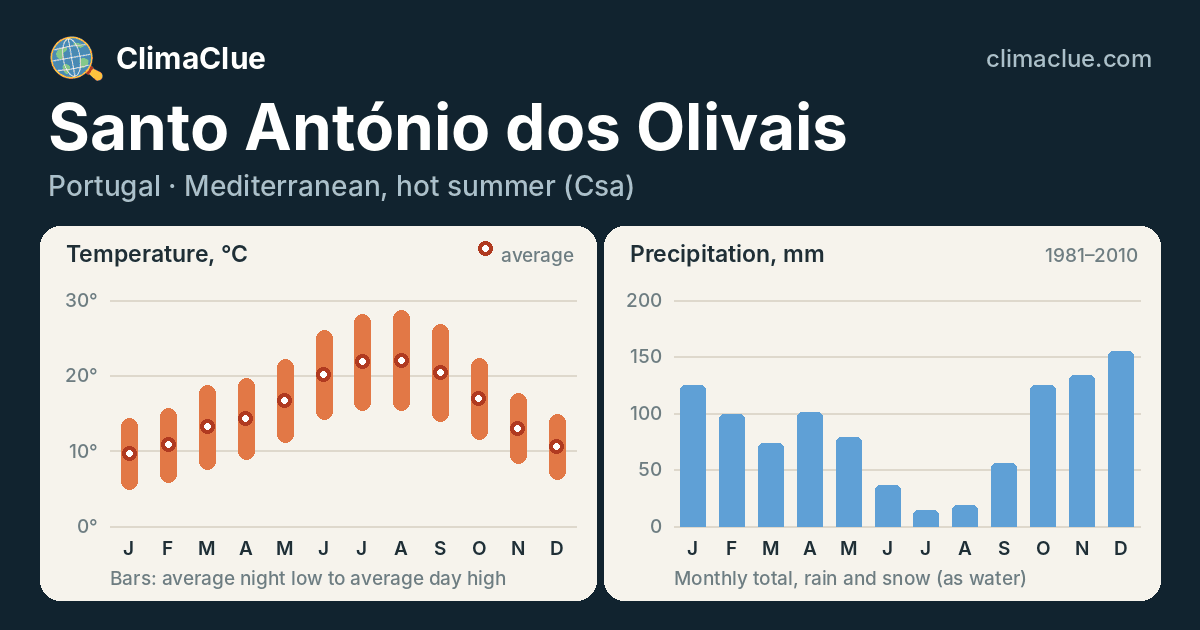 ClimaClue
climaclue.com
Santo António dos Olivais
Portugal · Mediterranean, hot summer (Csa)
Temperature, °C
average
30°
20°
10°
0°
J F M A M J J A S O N D
Bars: average night low to average day high
Precipitation, mm
1981–2010
200
150
100
50
0
J F M A M J J A S O N D
Monthly total, rain and snow (as water)